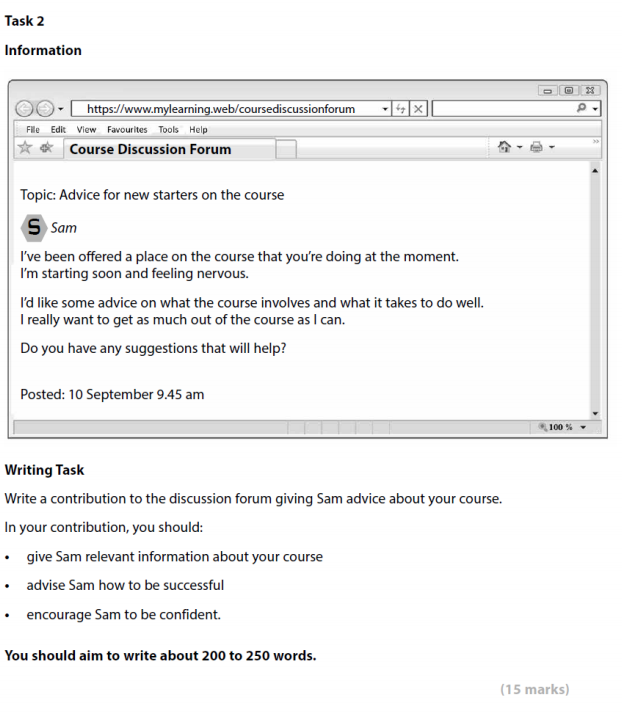 Task 2
Information
https://www.mylearning.web/coursediscussionforum
File Edit View Favourites Tools Help
Course Discussion Forum
Topic: Advice for new starters on the course
S Sam
I've been offered a place on the course that you're doing at the moment.
I'm starting soon and feeling nervous.
I'd like some advice on what the course involves and what it takes to do well.
I really want to get as much out of the course as I can.
Do you have any suggestions that will help?
Posted: 10 September 9.45 am
100 %
Writing Task
Write a contribution to the discussion forum giving Sam advice about your course.
In your contribution, you should:
• give Sam relevant information about your course
• advise Sam how to be successful
• encourage Sam to be confident.
You should aim to write about 200 to 250 words.
(15 marks)